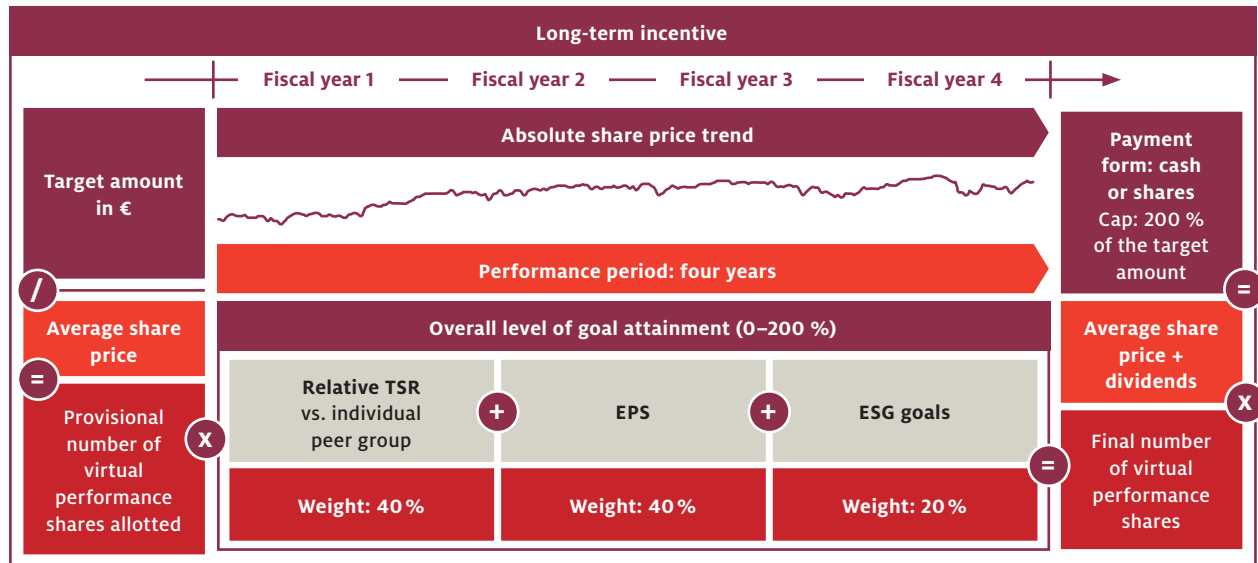 Long-term incentive
Fiscal year 1
Fiscal year 2
Fiscal year 3
Fiscal year 4
Target amount
in €
/
Average share
price
=
Provisional
number of
virtual
performance
shares allotted
x
Absolute share price trend
Performance period: four years
Overall level of goal attainment (0–200 %)
Relative TSR
vs. individual
peer group
+
EPS
+
ESG goals
Weight: 40 %
Weight: 40 %
Weight: 20 %
=
Payment
form: cash
or shares
Cap: 200 %
of the target
amount
=
Average share
price +
dividends
x
Final number
of virtual
performance
shares